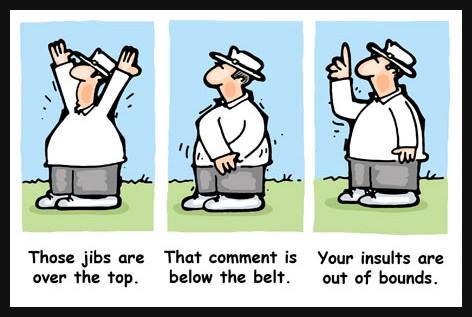 Those jibs are
over the top.
That comment is
below the belt.
Your insults are
out of bounds.